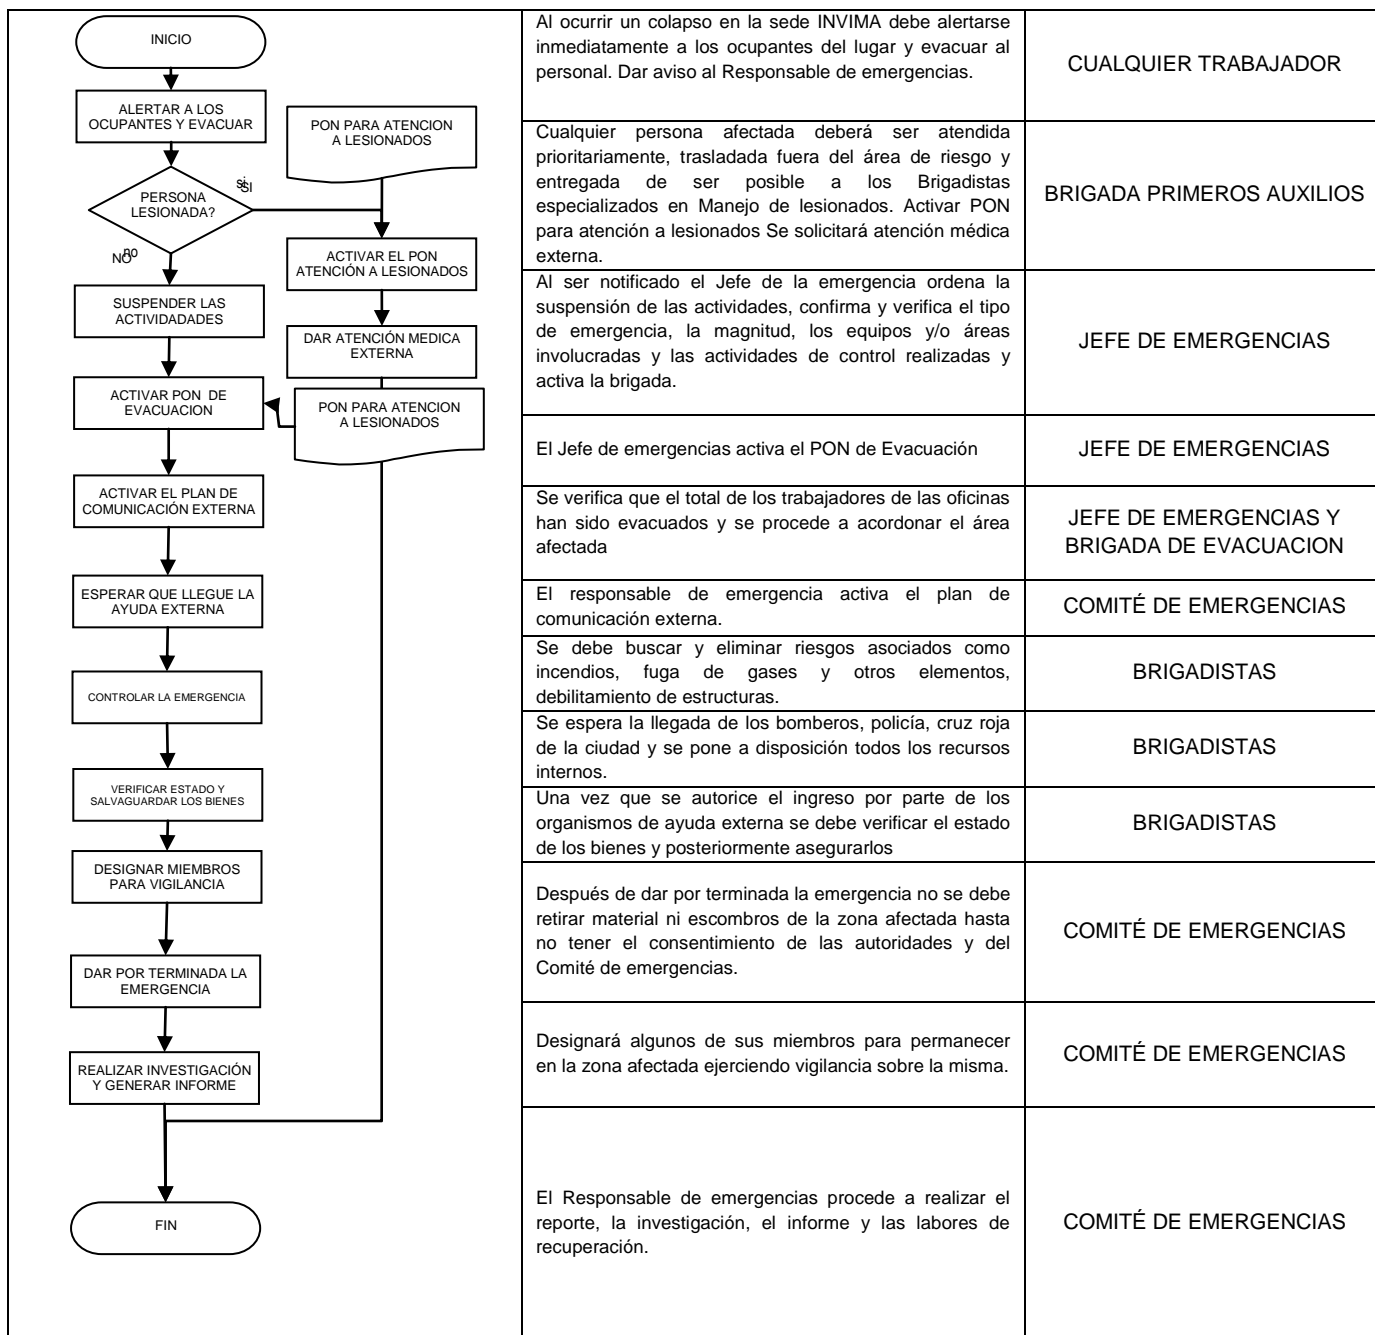 INICIO
ALERTAR A LOS
OCUPANTES Y EVACUAR
PON PARA ATENCION
A LESIONADOS
PERSONA
LESIONADA?
si
SI
NO
no
ACTIVAR EL PON
ATENCIÓN A LESIONADOS
SUSPENDER LAS
ACTIVIDADADES
DAR ATENCIÓN MEDICA
EXTERNA
ACTIVAR PON DE
EVACUACION
PON PARA ATENCION
A LESIONADOS
ACTIVAR EL PLAN DE
COMUNICACIÓN EXTERNA
ESPERAR QUE LLEGUE LA
AYUDA EXTERNA
CONTROLAR LA EMERGENCIA
VERIFICAR ESTADO Y
SALVAGUARDAR LOS BIENES
DESIGNAR MIEMBROS
PARA VIGILANCIA
DAR POR TERMINADA LA
EMERGENCIA
REALIZAR INVESTIGACIÓN
Y GENERAR INFORME
FIN
Al ocurrir un colapso en la sede INVIMA debe alertarse
inmediatamente a los ocupantes del lugar y evacuar al
personal. Dar aviso al Responsable de emergencias.
CUALQUIER TRABAJADOR
Cualquier persona afectada deberá ser atendida
prioritariamente, trasladada fuera del área de riesgo y
entregada de ser posible a los Brigadistas
especializados en Manejo de lesionados. Activar PON
para atención a lesionados Se solicitará atención médica
externa.
BRIGADA PRIMEROS AUXILIOS
Al ser notificado el Jefe de la emergencia ordena la
suspensión de las actividades, confirma y verifica el tipo
de emergencia, la magnitud, los equipos y/o áreas
involucradas y las actividades de control realizadas y
activa la brigada.
JEFE DE EMERGENCIAS
El Jefe de emergencias activa el PON de Evacuación
JEFE DE EMERGENCIAS
Se verifica que el total de los trabajadores de las oficinas
han sido evacuados y se procede a acordonar el área
afectada
JEFE DE EMERGENCIAS Y
BRIGADA DE EVACUACION
El responsable de emergencia activa el plan de
comunicación externa.
COMITÉ DE EMERGENCIAS
Se debe buscar y eliminar riesgos asociados como
incendios, fuga de gases y otros elementos,
debilitamiento de estructuras.
BRIGADISTAS
Se espera la llegada de los bomberos, policía, cruz roja
de la ciudad y se pone a disposición todos los recursos
internos.
BRIGADISTAS
Una vez que se autorice el ingreso por parte de los
organismos de ayuda externa se debe verificar el estado
de los bienes y posteriormente asegurarlos
BRIGADISTAS
Después de dar por terminada la emergencia no se debe
retirar material ni escombros de la zona afectada hasta
no tener el consentimiento de las autoridades y del
Comité de emergencias.
COMITÉ DE EMERGENCIAS
Designará algunos de sus miembros para permanecer
en la zona afectada ejerciendo vigilancia sobre la misma.
COMITÉ DE EMERGENCIAS
El Responsable de emergencias procede a realizar el
reporte, la investigación, el informe y las labores de
recuperación.
COMITÉ DE EMERGENCIAS